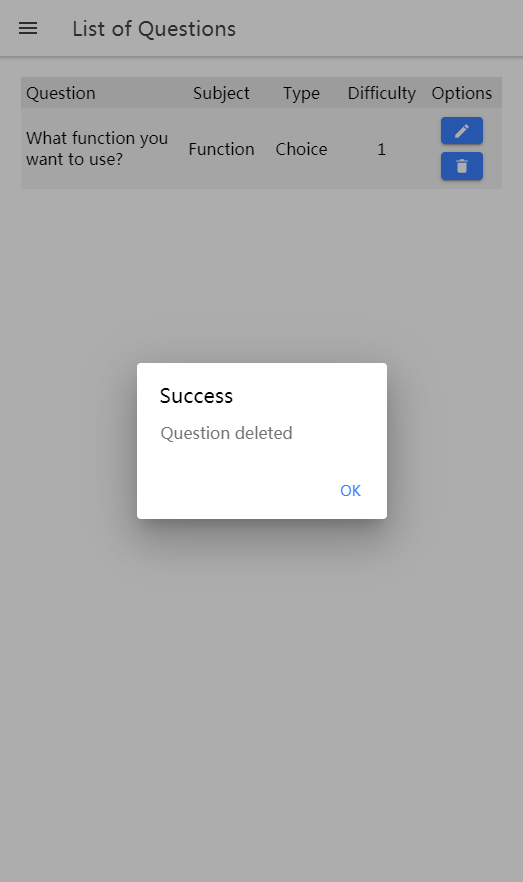 List of Questions
Question Subject Type Difficulty Options
What function you
want to use?
Function Choice 1
Success
Question deleted
OK